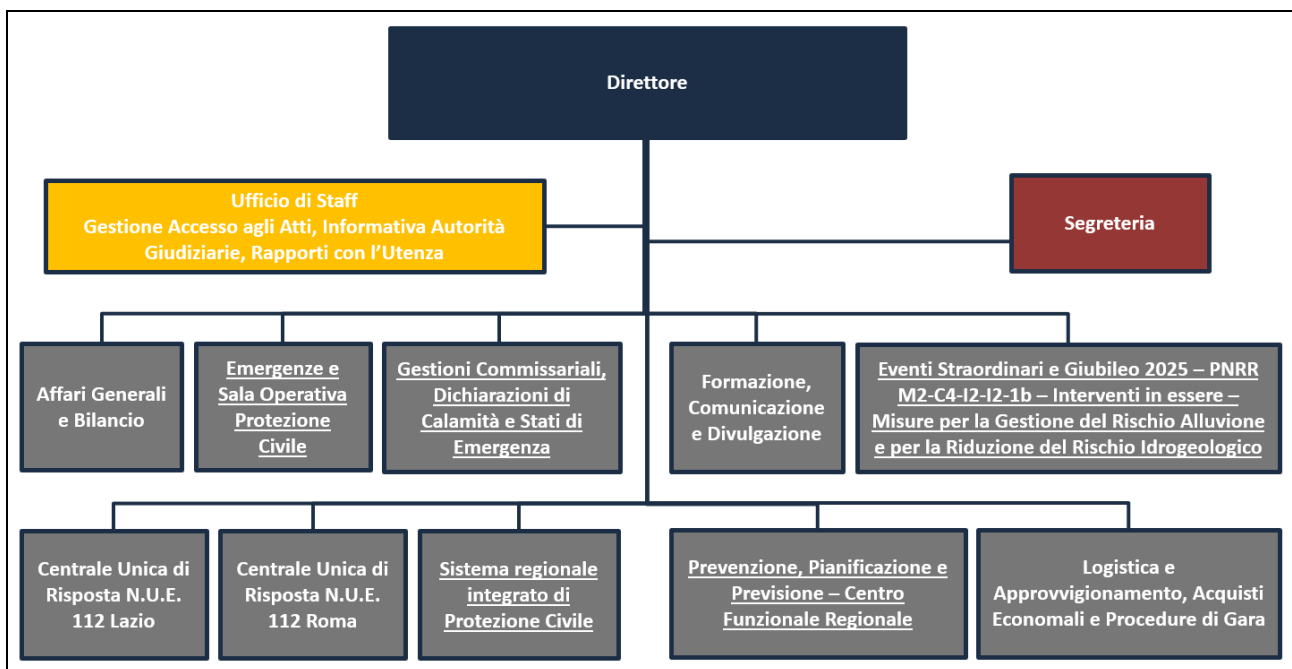 Direttore
Ufficio di Staff
Gestione Accesso agli Atti, Informativa Autorità
Giudiziarie, Rapporti con l’Utenza
Segreteria
Affari Generali
e Bilancio
Emergenze e
Sala Operativa
Protezione
Civile
Gestioni Commissariali,
Dichiarazioni di
Calamità e Stati di
Emergenza
Formazione,
Comunicazione
e Divulgazione
Eventi Straordinari e Giubileo 2025 – PNRR
M2-C4-I2-I2-1b – Interventi in essere –
Misure per la Gestione del Rischio Alluvione
e per la Riduzione del Rischio Idrogeologico
Centrale Unica di
Risposta N.U.E.
112 Lazio
Centrale Unica di
Risposta N.U.E.
112 Roma
Sistema regionale
integrato di
Protezione Civile
Prevenzione, Pianificazione e
Previsione – Centro
Funzionale Regionale
Logistica e
Approvvigionamento, Acquisti
Economali e Procedure di Gara